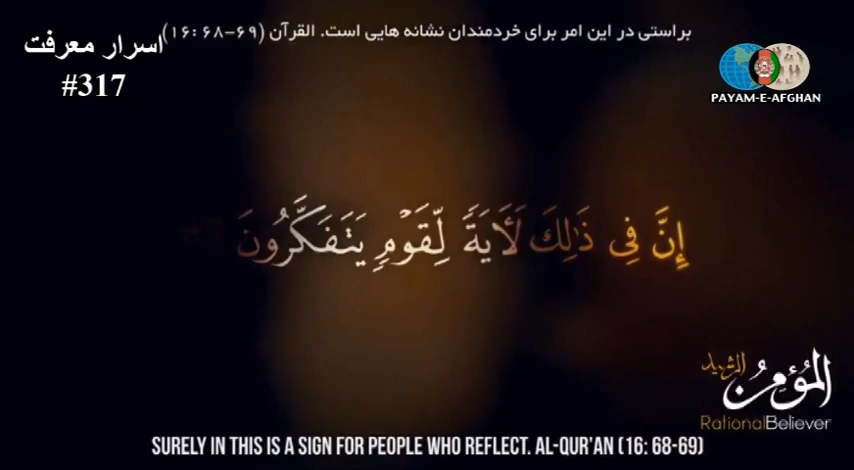 براستی در این امر برای خردمندان نشانه هایی است. القرآن (۱۶:۶۸-۶۹)
اسرار معرفت
#317
PAYAM-E-AFGHAN
إِنَّ فِي ذَٰلِكَ لَأَيَةً لِّقَوۡمٍ يَتَفَكَّرُونَ
المؤمن الرشيد
RationalBeliever
SURELY IN THIS IS A SIGN FOR PEOPLE WHO REFLECT. AL-QUR'AN (16: 68-69)